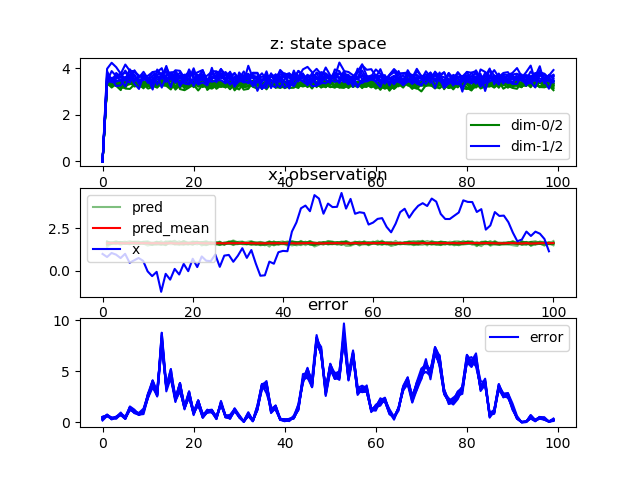 z: state space
4
2
0
dim-0/2
dim-1/2
0 20 40 60 80 100
x: observation
2.5
0.0
pred
pred_mean
x
0 20 40 60 80 100
error
10
5
0
error
0 20 40 60 80 100